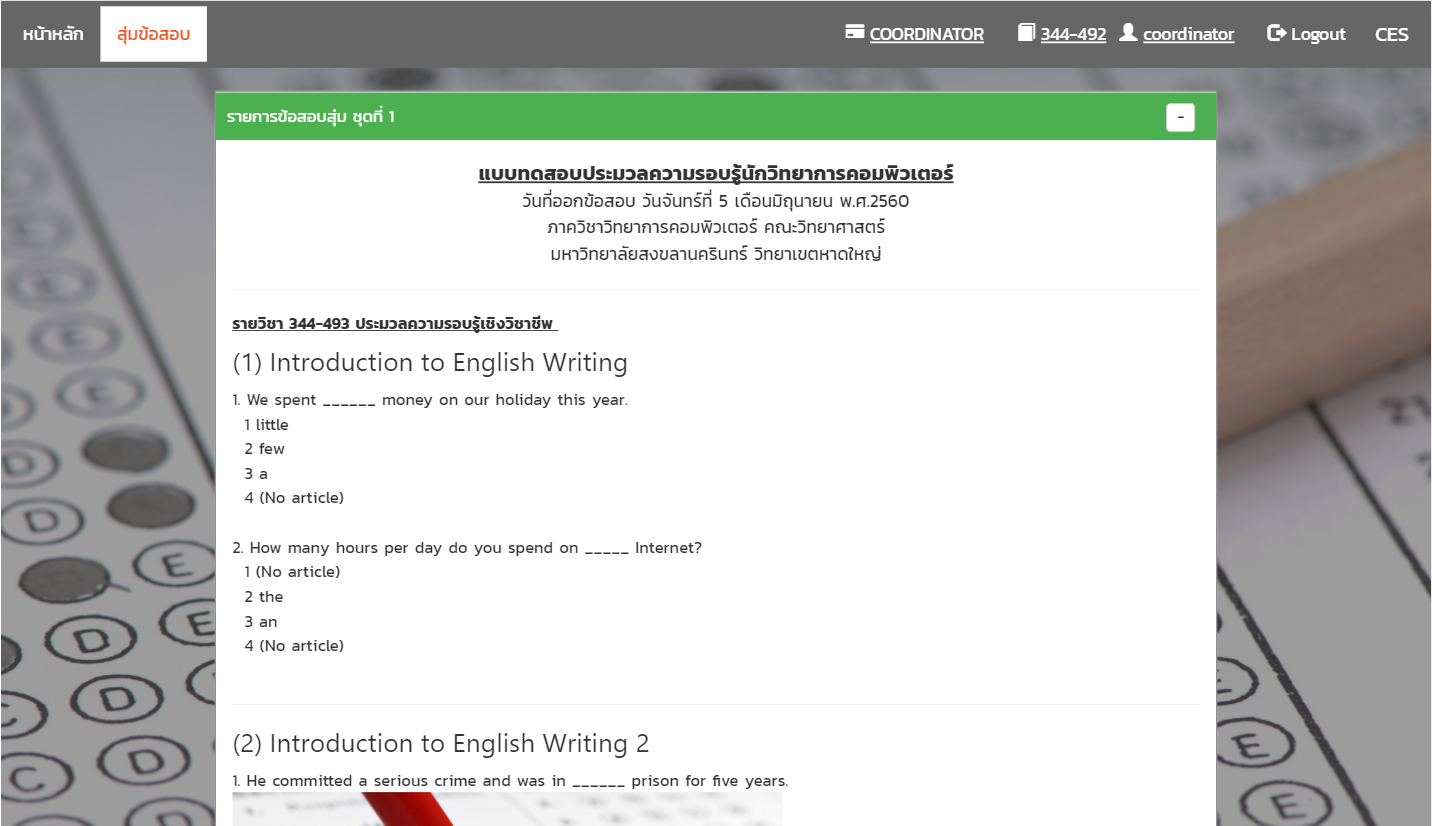 หน้าหลัก สุ่มข้อสอบ COORDINATOR 344-492 coordinator Logout CES
รายการข้อสอบสุ่ม ชุดที่ 1 -
แบบทดสอบประมวลความรอบรู้นักวิทยาการคอมพิวเตอร์
วันที่ออกข้อสอบ วันจันทร์ที่ 5 เดือนมิถุนายน พ.ศ.2560
ภาควิชาวิทยาการคอมพิวเตอร์ คณะวิทยาศาสตร์
มหาวิทยาลัยสงขลานครินทร์ วิทยาเขตหาดใหญ่
รายวิชา 344-493 ประมวลความรอบรู้เชิงวิชาชีพ
(1) Introduction to English Writing
1. We spent ______ money on our holiday this year.
1 little
2 few
3 a
4 (No article)
2. How many hours per day do you spend on _____ Internet?
1 (No article)
2 the
3 an
4 (No article)
(2) Introduction to English Writing 2
1. He committed a serious crime and was in ______ prison for five years.